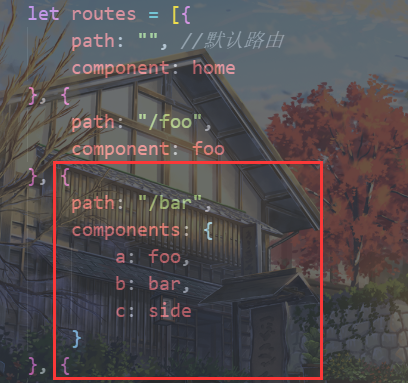 let routes = [{
path: "", //默认路由
component: home
}, {
path: "/foo",
component: foo
}, {
path: "/bar",
components: {
a: foo,
b: bar,
c: side
}
}, {